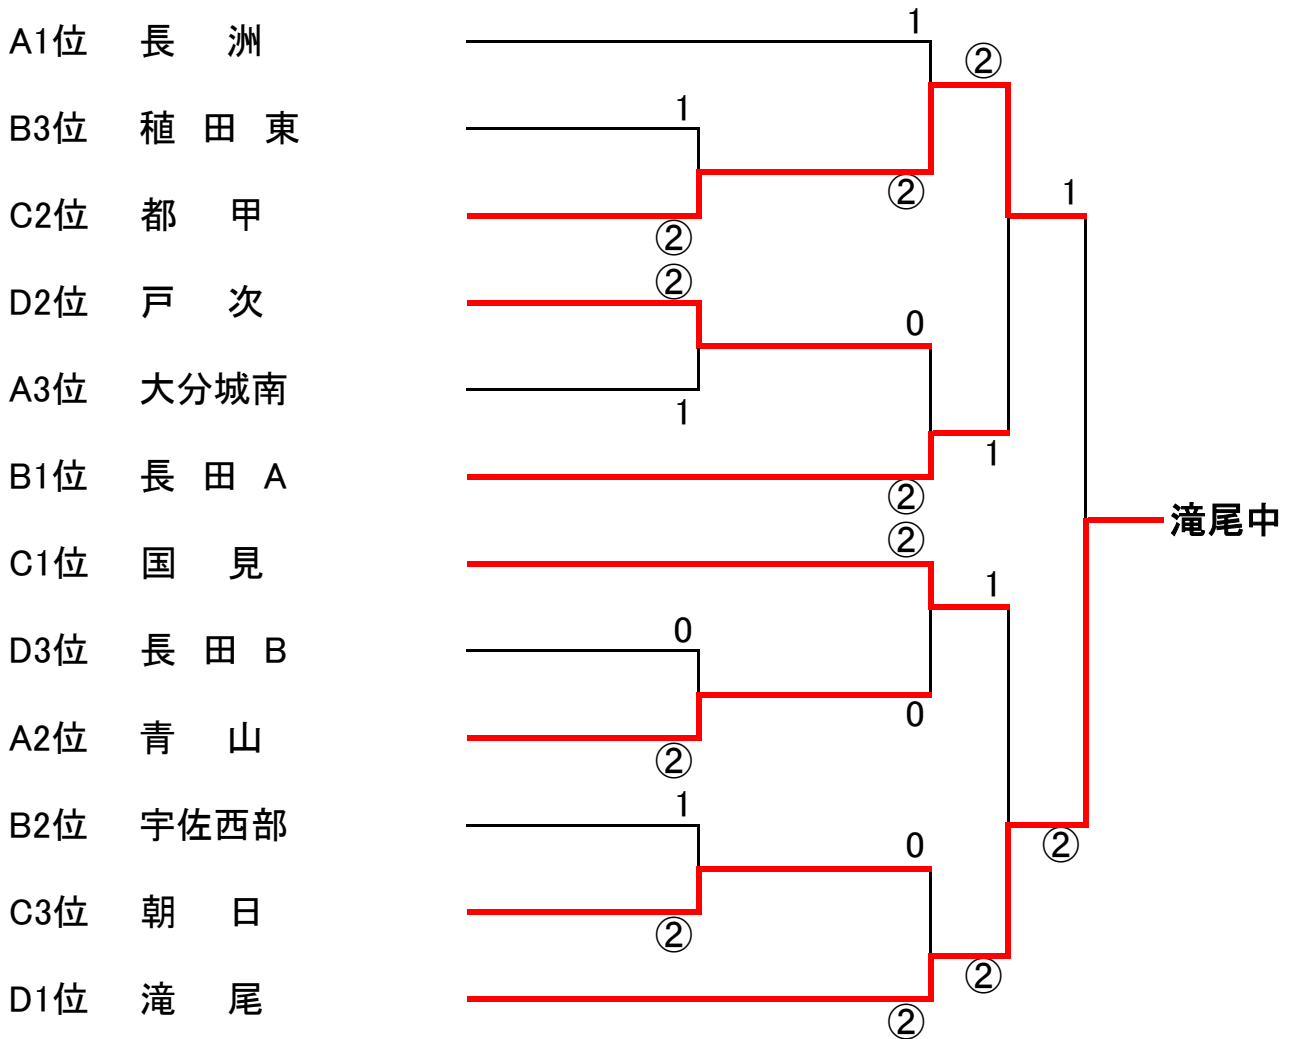 1
A1位 長 洲
②
1
B3位 稙 田 東
1
②
C2位 都 甲
②
②
D2位 戸 次
0
A3位 大分城南
1
1
B1位 長 田 A
②
滝尾中
②
C1位 国 見
1
0
D3位 長 田 B
0
A2位 青 山
②
1
B2位 宇佐西部
0
②
C3位 朝 日
②
②
D1位 滝 尾
②